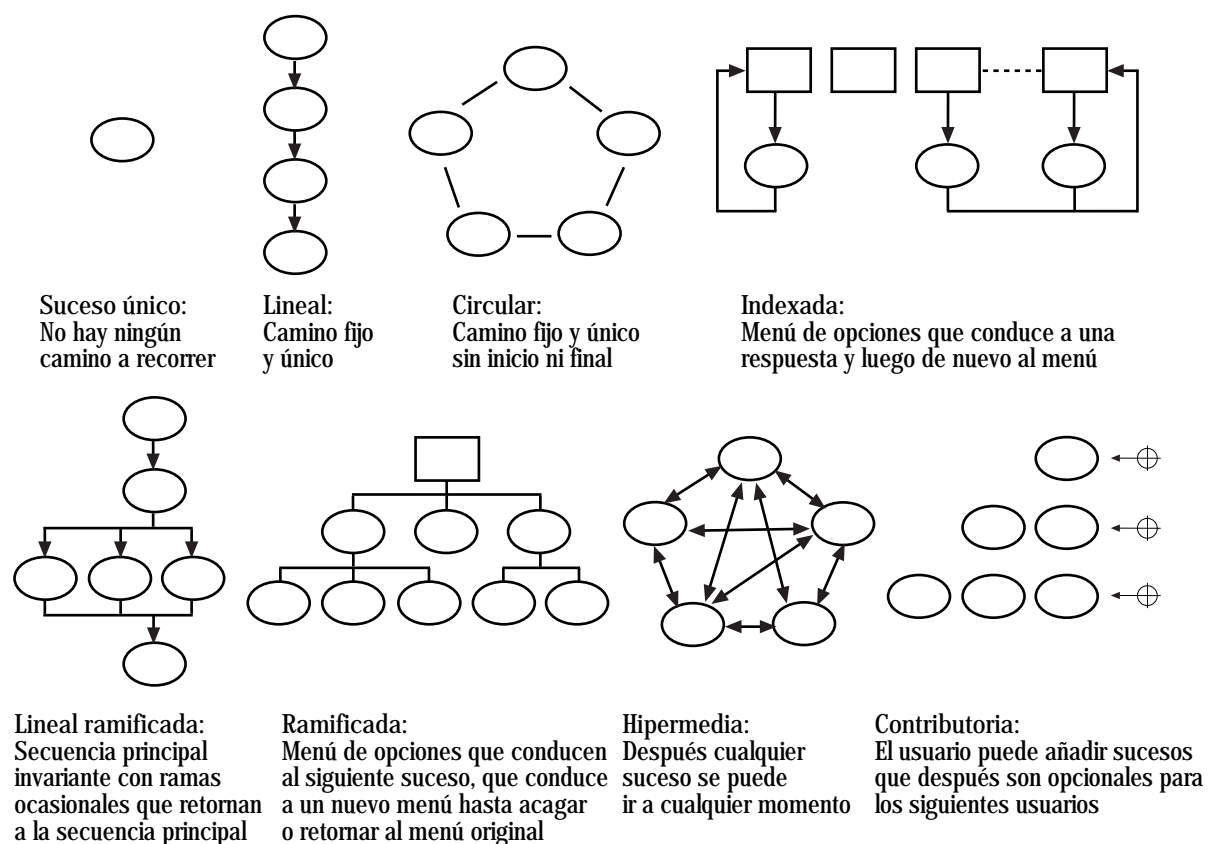 Suceso único:
No hay ningún
camino a recorrer
Lineal:
Camino fijo
y único
Circular:
Camino fijo y único
sin inicio ni final
Indexada:
Menú de opciones que conduce a una
respuesta y luego de nuevo al menú
Lineal ramificada:
Secuencia principal
invariante con ramas
ocasionales que retornan
a la secuencia principal
Ramificada:
Menú de opciones que conducen
al siguiente suceso, que conduce
a un nuevo menú hasta acagar
o retornar al menú original
Hipermedia:
Después cualquier
suceso se puede
ir a cualquier momento
Contributoria:
El usuario puede añadir sucesos
que después son opcionales para
los siguientes usuarios